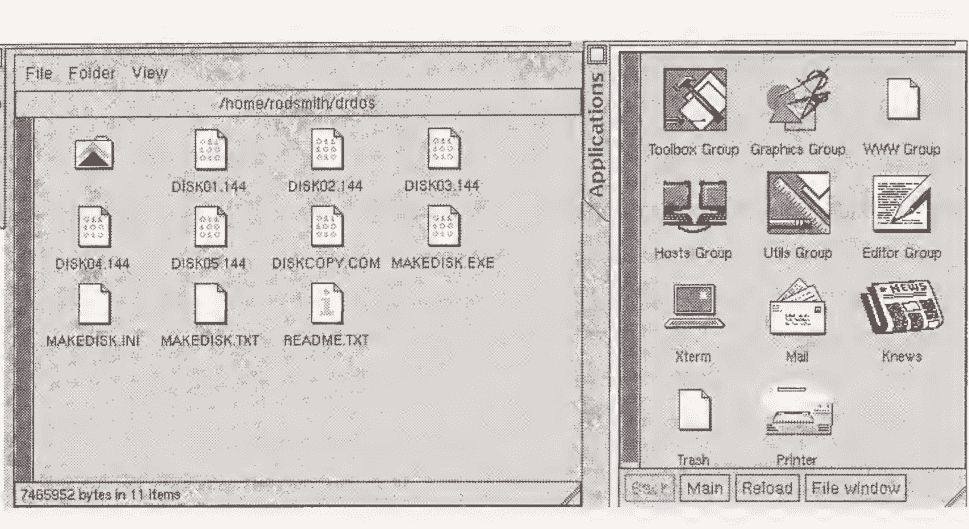 File Folder View
/home/rodsmith/drdos
DISK01.144 DISK02.144 DISK03.144
DISK04.144 DISK05.144 DISKCOPY.COM MAKEDISK.EXE
MAKEDISK.INI MAKEDISK.TXT README.TXT
7465952 bytes in 11 items
Applications
Toolbox Group Graphics Group WWW Group
Hosts Group Utils Group Editor Group
NEWS
Xterm Mail Knews
Trash Printer
Back Main Reload File window